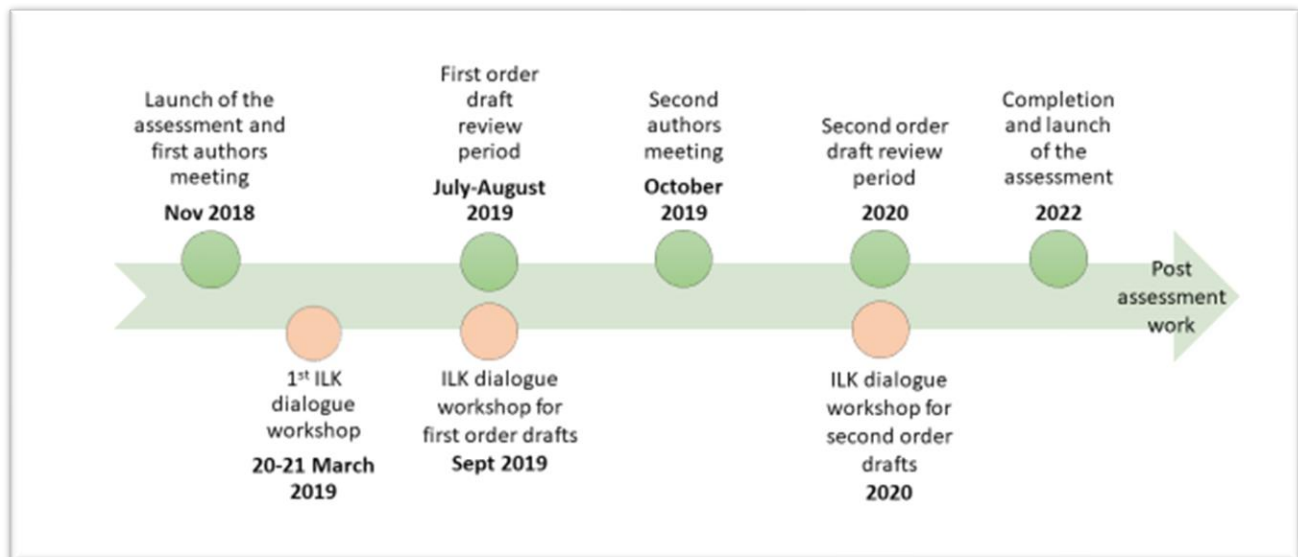 Launch of the
assessment and
first authors
meeting
Nov 2018
First order
draft
review
period
July-August
2019
Second
authors
meeting
October
2019
Second order
draft review
period
2020
Completion
and launch
of the
assessment
2022
Post
assessment
work
1st ILK
dialogue
workshop
20-21 March
2019
ILK dialogue
workshop for
first order drafts
Sept 2019
ILK dialogue
workshop for
second order
drafts
2020